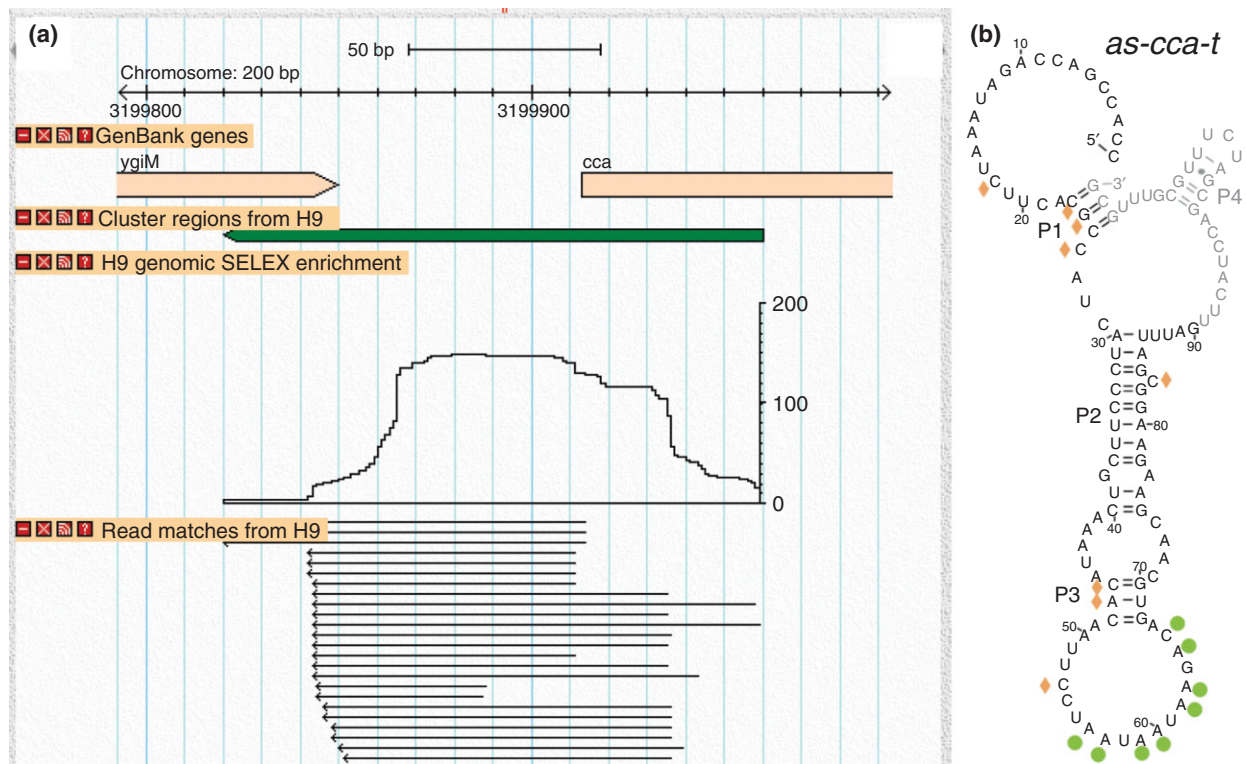 (a)
50 bp
Chromosome: 200 bp
3199800 3199900
GenBank genes
ygiM cca
Cluster regions from H9
H9 genomic SELEX enrichment
200
100
0
Read matches from H9
(b)
as-cca-t
5′
CCACCGACCAGAUAAAUCUUCACGCCAUCAUCCCUUCGUCAAAUACACAAUUCCUAAUAAUAAGACAGUGCAACGAAGAAGGCGAUUUAGUUCAUCCAGCGAUCUUUGCGUUUGCG
3′
10
20
30
40
50
60
70
80
90
P1
P2
P3
P4